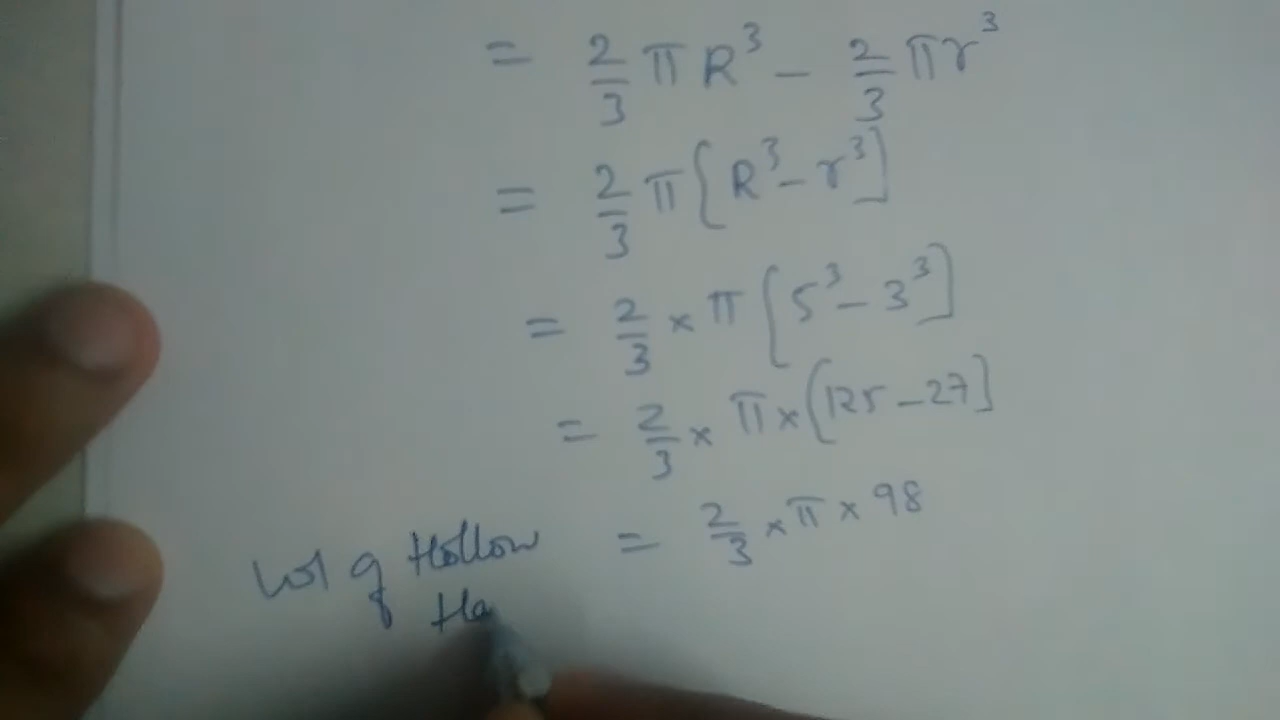 = 2/3 π R³ − 2/3 π r³
= 2/3 π [R³ − r³]
= 2/3 × π [5³ − 3³]
= 2/3 × π × [125 − 27]
Vol of Hollow = 2/3 × π × 98
He